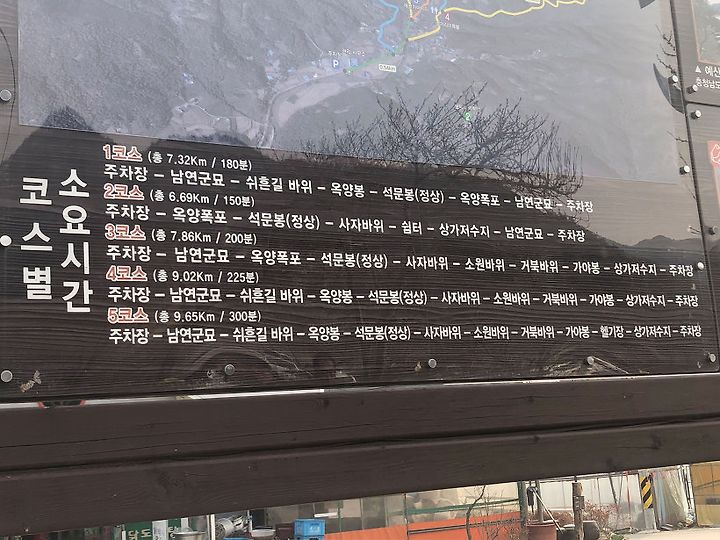 예산
충청남도
P
0.54km
4
2
코스별
소요시간
1코스 (총 7.32Km / 180분)
주차장 – 남연군묘 – 쉬흔길 바위 – 옥양봉 – 석문봉(정상) – 옥양폭포 – 남연군묘 – 주차장
2코스 (총 6.69Km / 150분)
주차장 – 옥양폭포 – 석문봉(정상) – 사자바위 – 쉼터 – 상가저수지 – 남연군묘 – 주차장
3코스 (총 7.86Km / 200분)
주차장 – 남연군묘 – 옥양폭포 – 석문봉(정상) – 사자바위 – 소원바위 – 거북바위 – 가야봉 – 상가저수지 – 주차장
4코스 (총 9.02Km / 225분)
주차장 – 남연군묘 – 쉬흔길 바위 – 옥양봉 – 석문봉(정상) – 사자바위 – 소원바위 – 거북바위 – 가야봉 – 상가저수지 – 주차장
5코스 (총 9.65Km / 300분)
주차장 – 남연군묘 – 쉬흔길 바위 – 옥양봉 – 석문봉(정상) – 사자바위 – 소원바위 – 거북바위 – 가야봉 – 헬기장 – 상가저수지 – 주차장